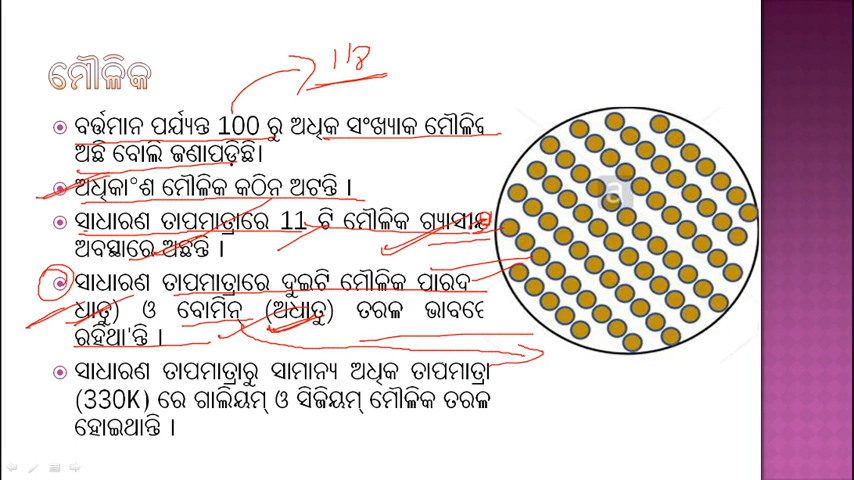 ମୌଳିକ
118
ବର୍ତ୍ତମାନ ପର୍ଯ୍ୟନ୍ତ 100 ରୁ ଅଧିକ ସଂଖ୍ୟାକ ମୌଳିକ
ଅଛି ବୋଲି ଜଣାପଡ଼ିଛି।
ଅଧିକାଂଶ ମୌଳିକ କଠିନ ଅଟନ୍ତି ।
ସାଧାରଣ ତାପମାତ୍ରାରେ 11 ଟି ମୌଳିକ ଗ୍ୟାସୀୟ
ଅବସ୍ଥାରେ ଅଛନ୍ତି ।
ସାଧାରଣ ତାପମାତ୍ରାରେ ଦୁଇଟି ମୌଳିକ ପାରଦ
ଧାତୁ) ଓ ବ୍ରୋମିନ୍ (ଅଧାତୁ) ତରଳ ଭାବରେ
ରହିଥା'ନ୍ତି ।
ସାଧାରଣ ତାପମାତ୍ରାରୁ ସାମାନ୍ୟ ଅଧିକ ତାପମାତ୍ରା
(330K) ରେ ଗାଲିୟମ୍ ଓ ସିଜିୟମ୍ ମୌଳିକ ତରଳ
ହୋଇଥାନ୍ତି ।